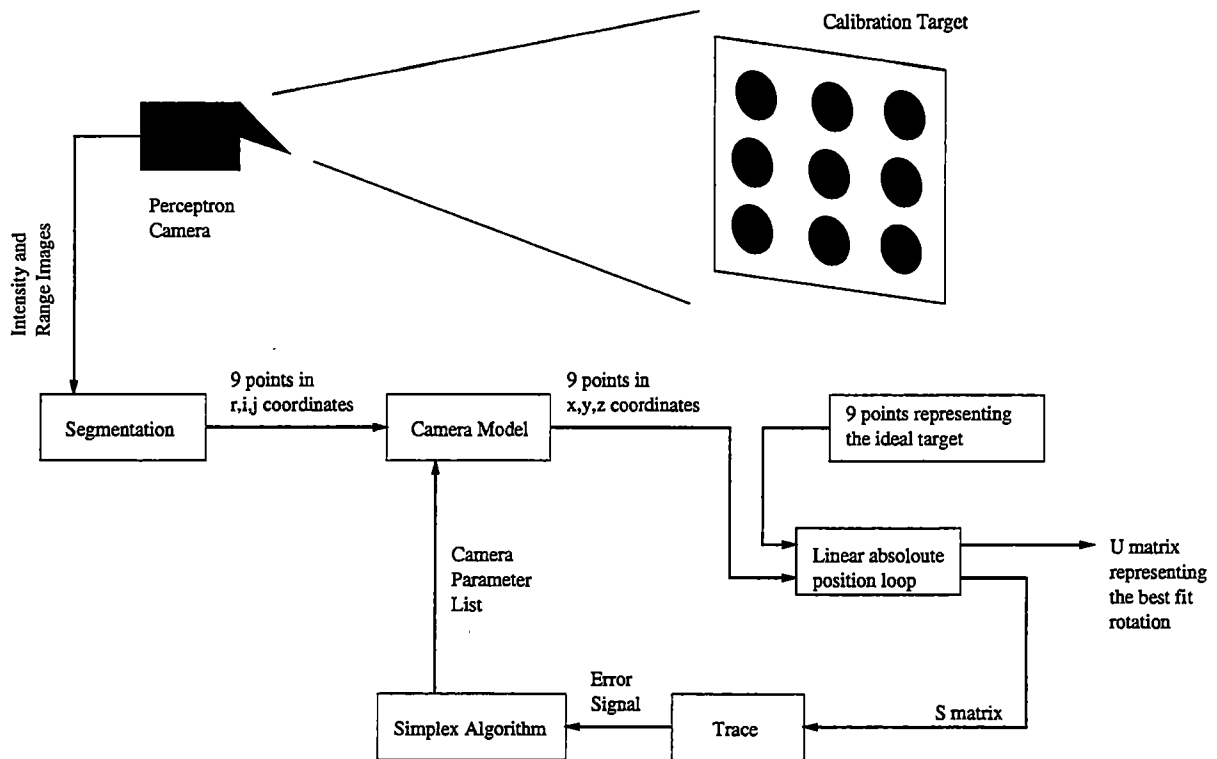 Calibration Target
Perceptron
Camera
Intensity and
Range Images
Segmentation
9 points in
r,i,j coordinates
Camera Model
9 points in
x,y,z coordinates
9 points representing
the ideal target
Linear absoloute
position loop
U matrix
representing
the best fit
rotation
Camera
Parameter
List
Simplex Algorithm
Error
Signal
Trace
S matrix